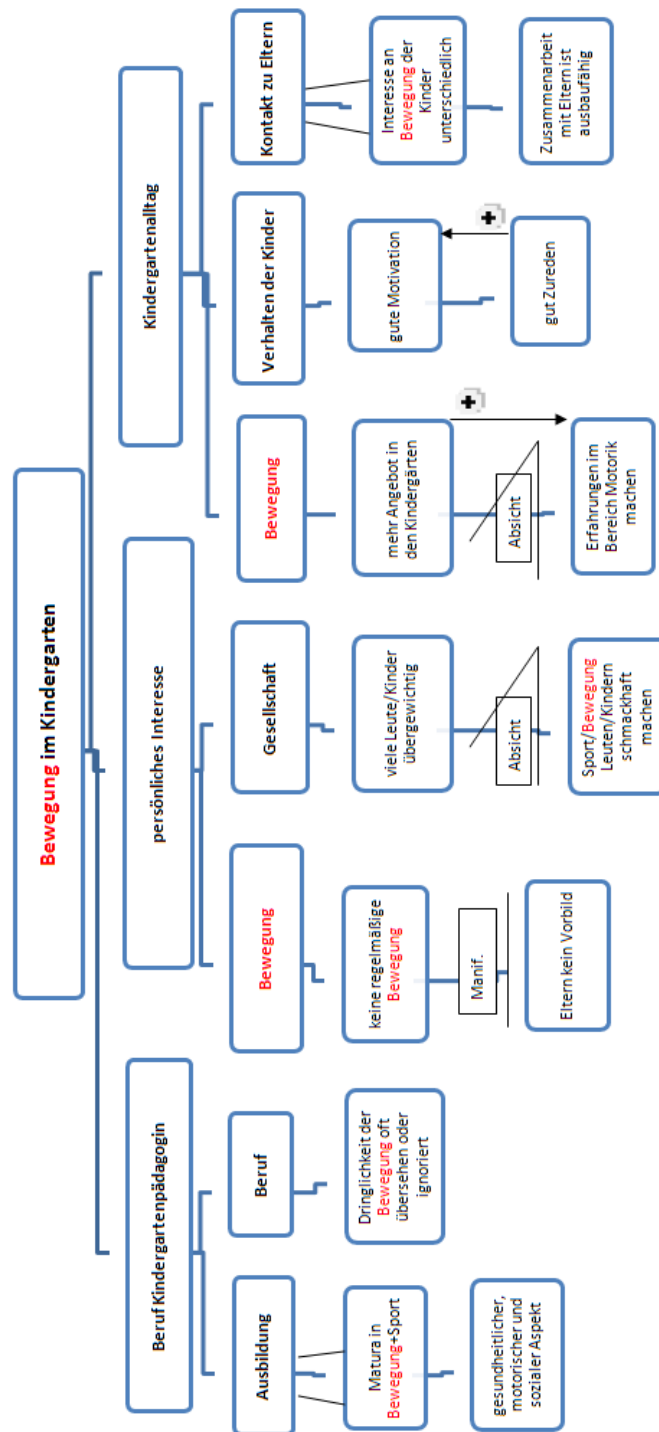 Bewegung im Kindergarten
Beruf Kindergartenpädagogin
persönliches Interesse
Kindergartenalltag
Ausbildung
Beruf
Bewegung
Gesellschaft
Bewegung
Verhalten der Kinder
Kontakt zu Eltern
Matura in
Bewegung+Sport
Dringlichkeit der
Bewegung oft
übersehen oder
ignoriert
keine regelmäßige
Bewegung
viele Leute/Kinder
übergewichtig
mehr Angebot in
den Kindergärten
gute Motivation
Interesse an
Bewegung der
Kinder
unterschiedlich
Manif.
Absicht
Absicht
gesundheitlicher,
motorischer und
sozialer Aspekt
Eltern kein Vorbild
Sport/Bewegung
Leuten/Kindern
schmackhaft
machen
Erfahrungen im
Bereich Motorik
machen
gut Zureden
Zusammenarbeit
mit Eltern ist
ausbaufähig